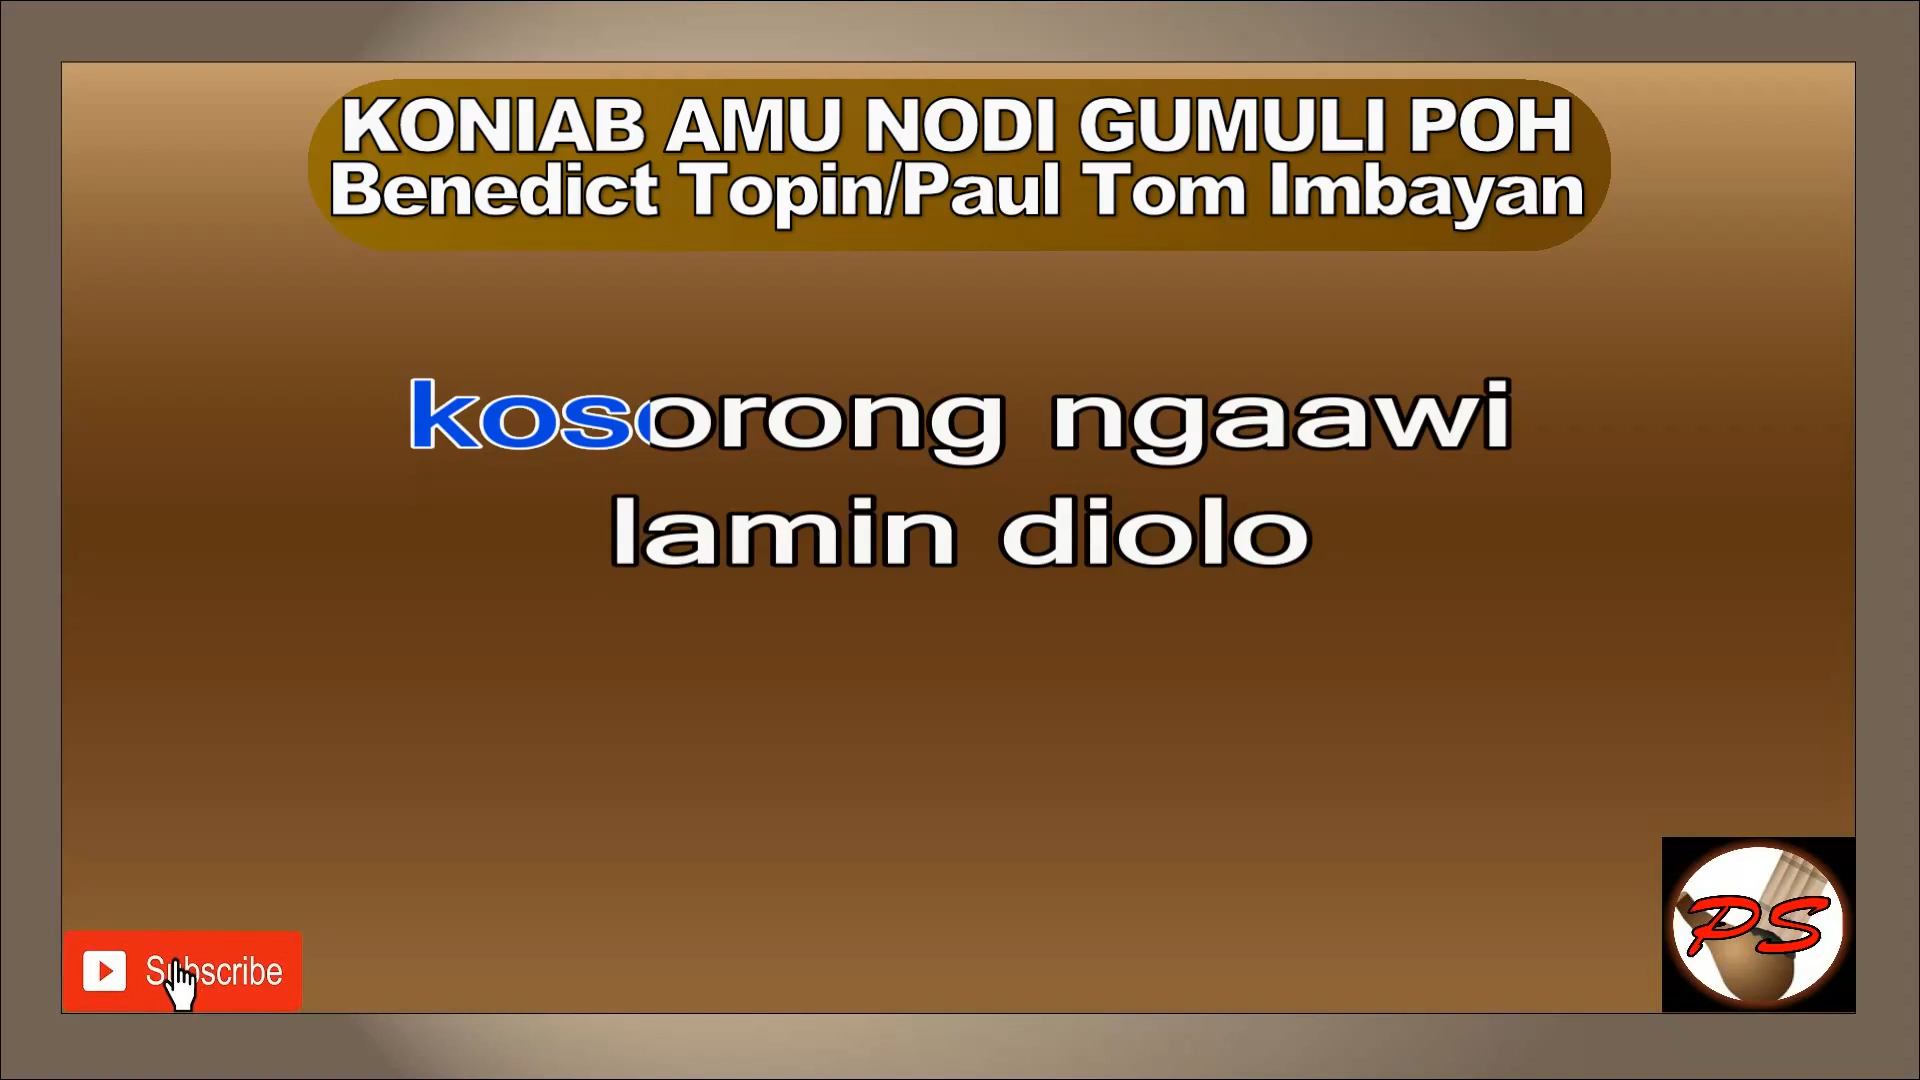 KONIAB AMU NODI GUMULI POH
Benedict Topin/Paul Tom Imbayan
kosorong ngaawi
lamin diolo
Subscribe
PS